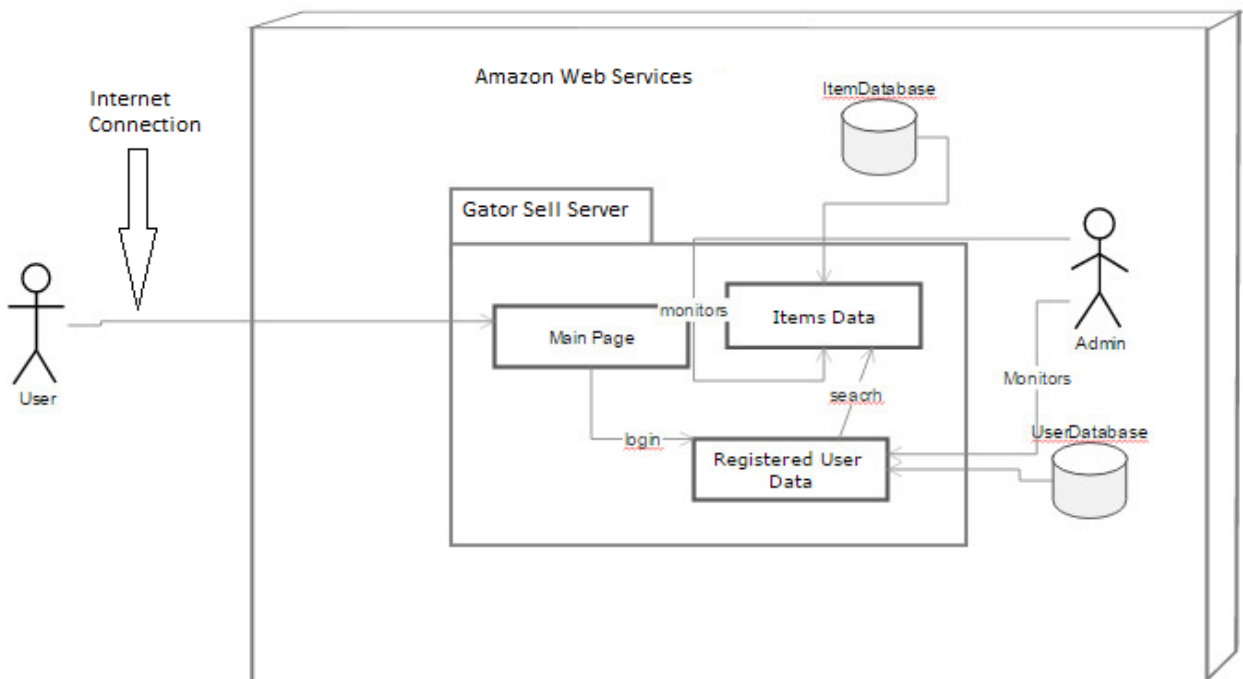 Amazon Web Services
Internet
Connection
ItemDatabase
Gator Sell Server
monitors
Items Data
Main Page
Admin
User
Monitors
seacrh
login
UserDatabase
Registered User
Data